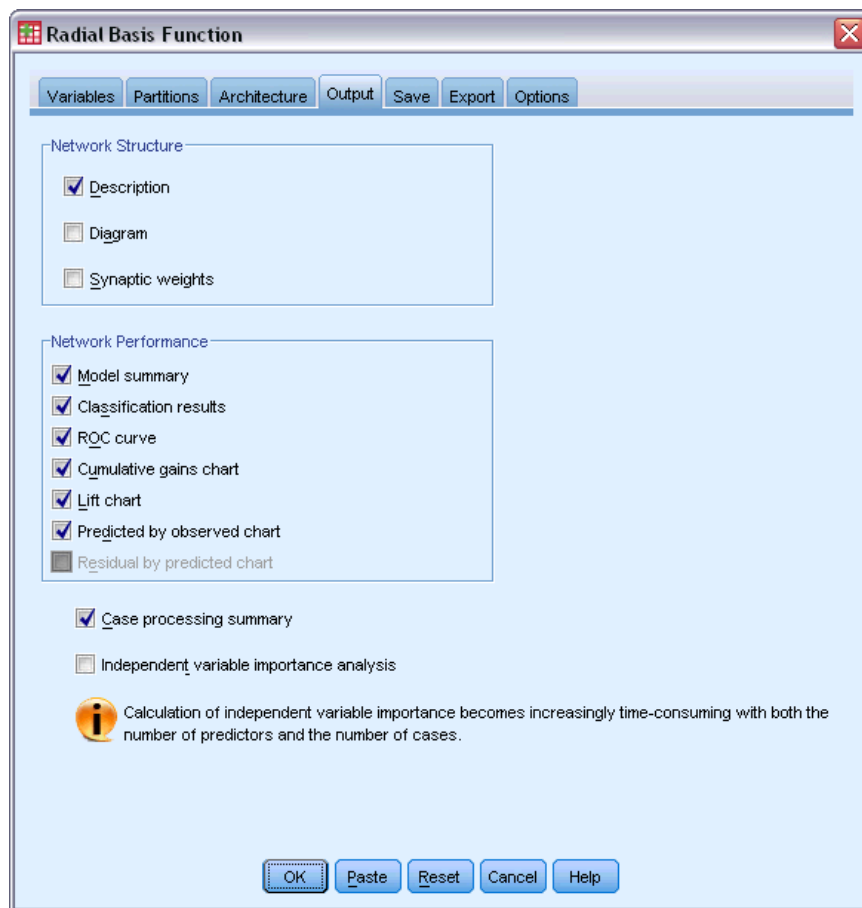 Radial Basis Function
Variables Partitions Architecture Output Save Export Options
Network Structure
Description
Diagram
Synaptic weights
Network Performance
Model summary
Classification results
ROC curve
Cumulative gains chart
Lift chart
Predicted by observed chart
Residual by predicted chart
Case processing summary
Independent variable importance analysis
Calculation of independent variable importance becomes increasingly time-consuming with both the
number of predictors and the number of cases.
OK Paste Reset Cancel Help